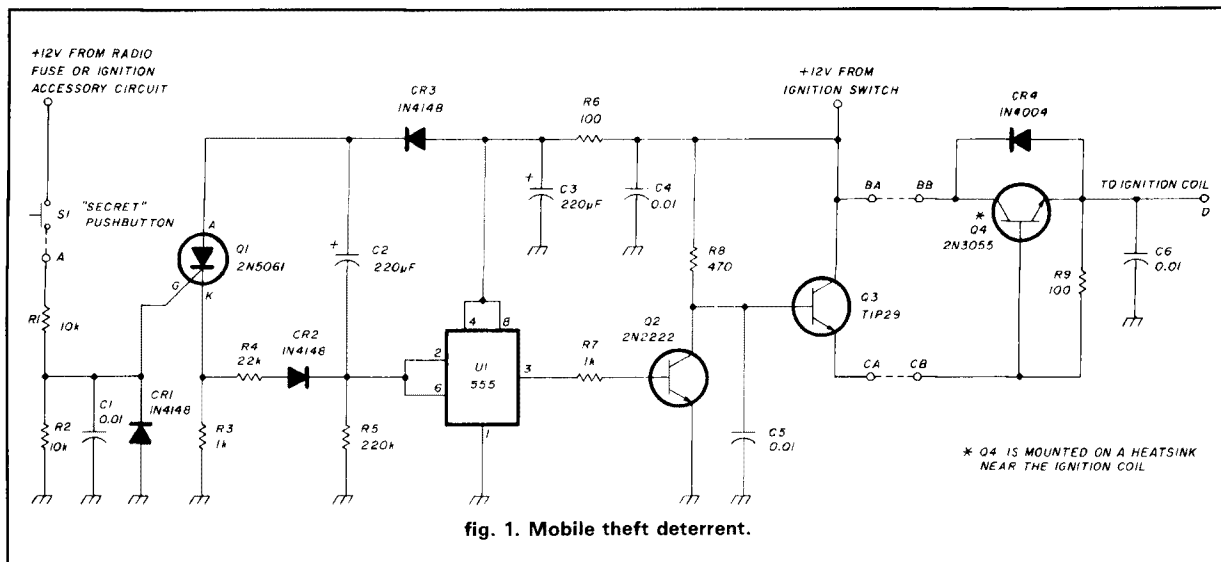 +12V FROM RADIO
FUSE OR IGNITION
ACCESSORY CIRCUIT
S1
"SECRET"
PUSHBUTTON
A
R1
10k
R2
10k
C1
0.01
CR1
1N4148
G
A
K
Q1
2N5061
R3
1k
R4
22k
CR2
1N4148
C2
220µF
R5
220k
CR3
1N4148
2
6
4
8
3
1
U1
555
C3
220µF
R6
100
C4
0.01
R7
1k
Q2
2N2222
R8
470
C5
0.01
+12V FROM
IGNITION SWITCH
Q3
TIP29
BA
BB
CA
CB
CR4
1N4004
*
Q4
2N3055
R9
100
TO IGNITION COIL
D
C6
0.01
* Q4 IS MOUNTED ON A HEATSINK
NEAR THE IGNITION COIL
fig. 1. Mobile theft deterrent.